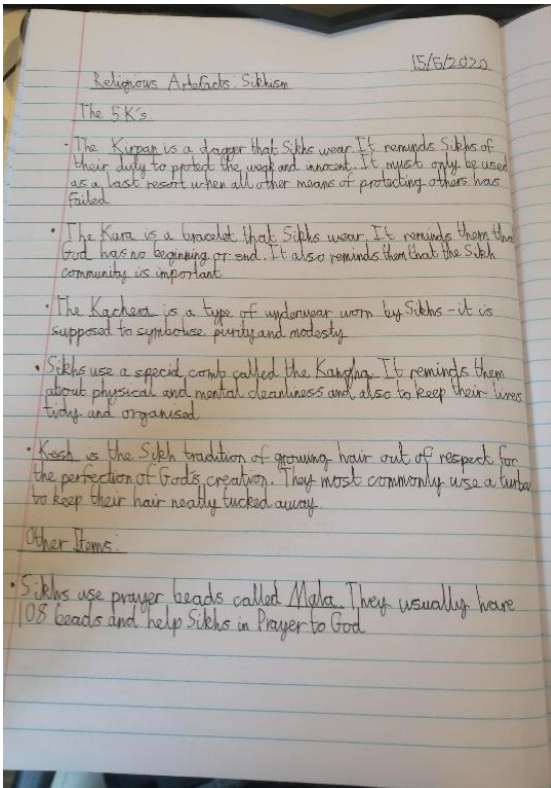 15/6/2020
Religious Artefacts: Sikhism
The 5 K's
· The Kirpan is a dagger that Sikhs wear. It reminds Sikhs of
their duty to protect the weak and innocent. It must only be used
as a last resort when all other means of protecting others has
failed
· The Kara is a bracelet that Sikhs wear. It reminds them that
God has no beginning or end. It also reminds them that the Sikh
community is important
· The Kachera is a type of underwear worn by Sikhs - it is
supposed to symbolise purity and modesty
· Sikhs use a special comb called the Kangha. It reminds them
about physical and mental cleanliness and also to keep their lives
tidy and organised
· Kesh is the Sikh tradition of growing hair out of respect for
the perfection of God's creation. They most commonly use a turban
to keep their hair neatly tucked away.
Other Items:
· Sikhs use prayer beads called Mala. They usually have
108 beads and help Sikhs in Prayer to God